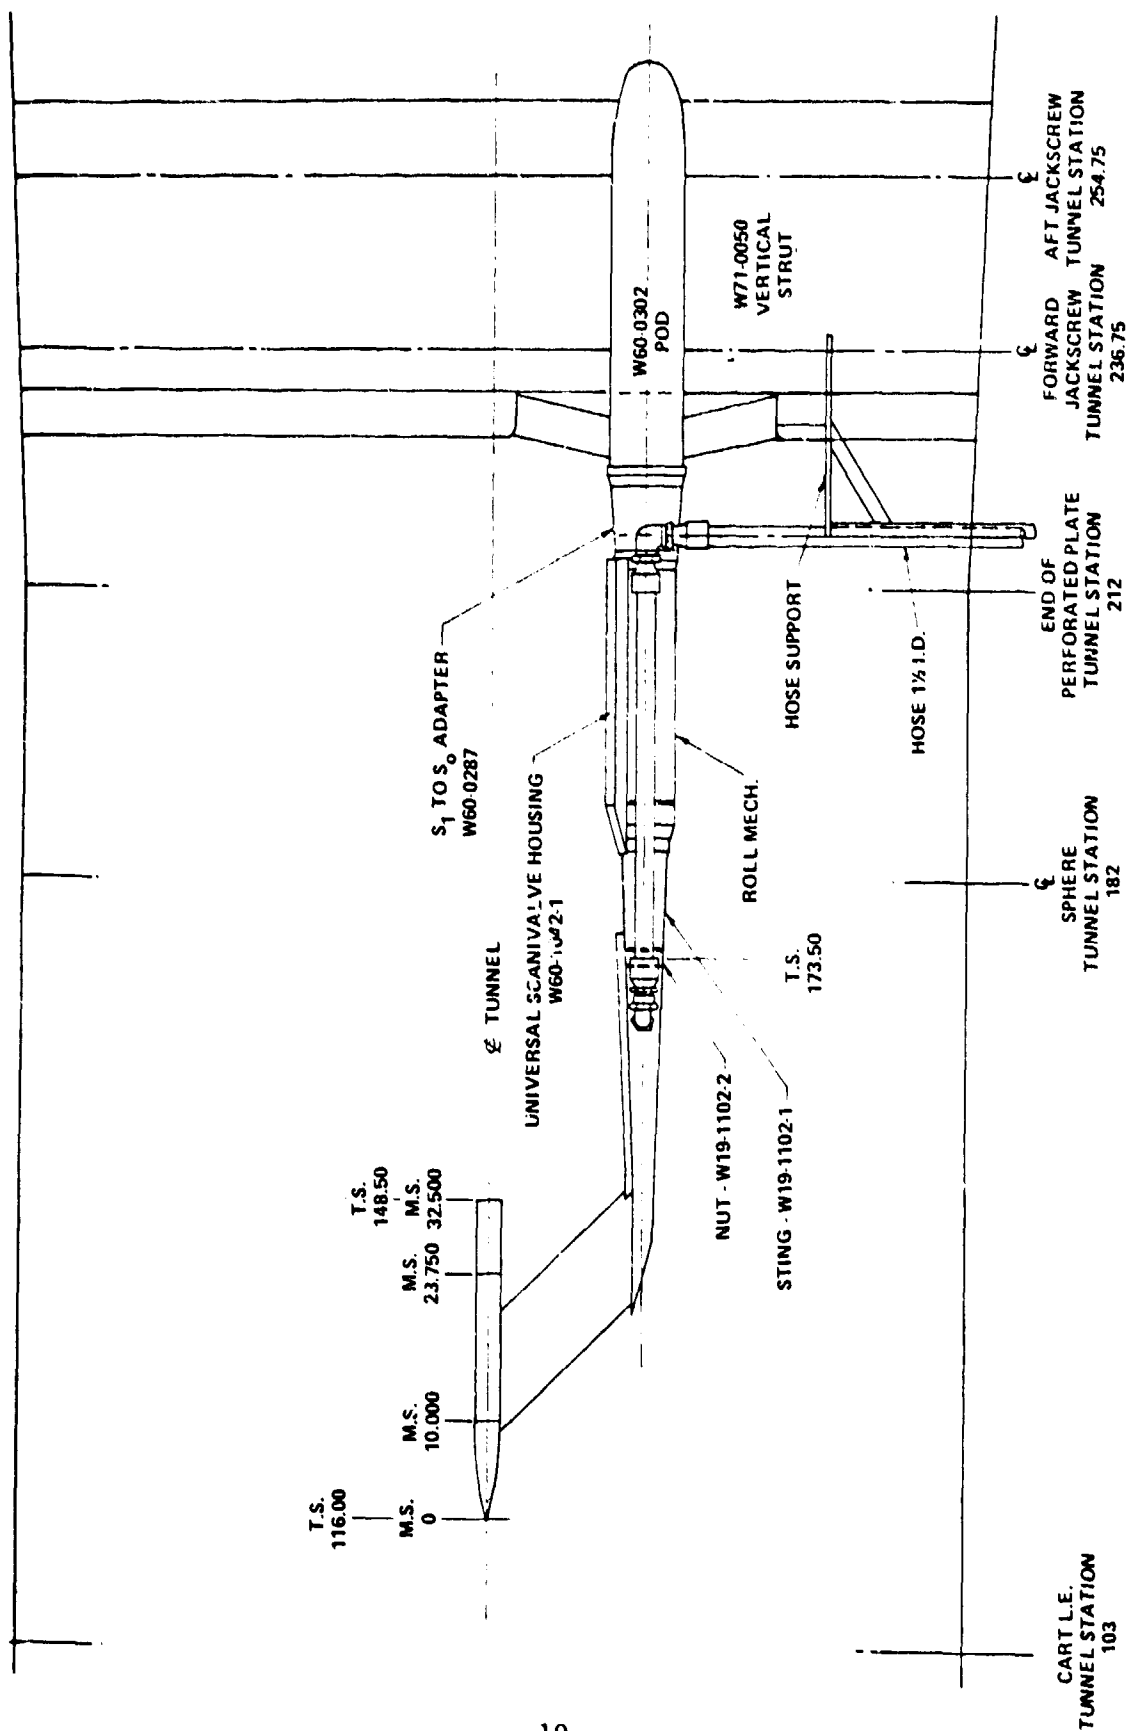 T.S.
116.00
M.S.
0
M.S.
10.000
M.S.
23.750
T.S.
148.50
M.S.
32.500
℄ TUNNEL
S1 TO So ADAPTER
W60-0287
UNIVERSAL SCANIVALVE HOUSING
W60-
W60-0302
POD
W71-0050
VERTICAL
STRUT
NUT - W19-1102-2
STING - W19-1102-1
T.S.
173.50
ROLL MECH.
HOSE SUPPORT
HOSE 1½ I.D.
CART L.E.
TUNNEL STATION
103
℄
SPHERE
TUNNEL STATION
182
END OF
PERFORATED PLATE
TUNNEL STATION
212
℄
FORWARD
JACKSCREW
TUNNEL STATION
236.75
℄
AFT JACKSCREW
TUNNEL STATION
254.75